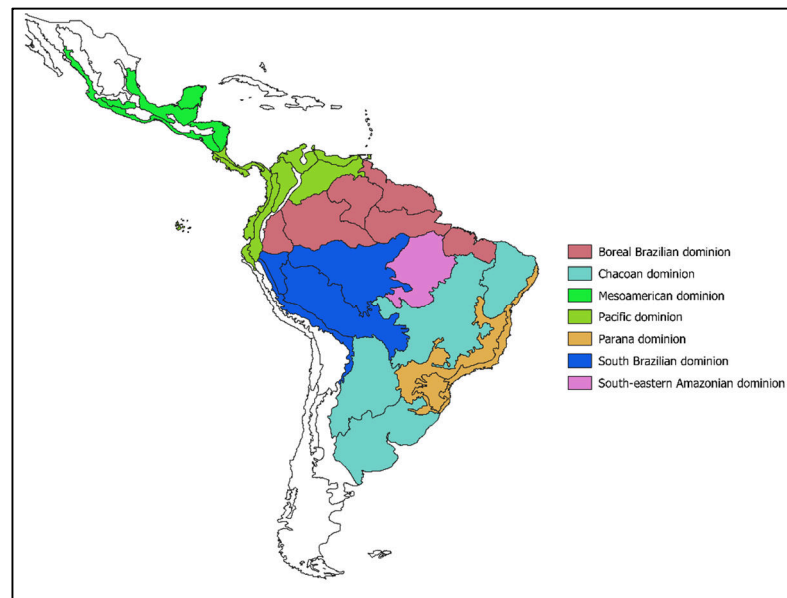 Boreal Brazilian dominion
Chacoan dominion
Mesoamerican dominion
Pacific dominion
Parana dominion
South Brazilian dominion
South-eastern Amazonian dominion